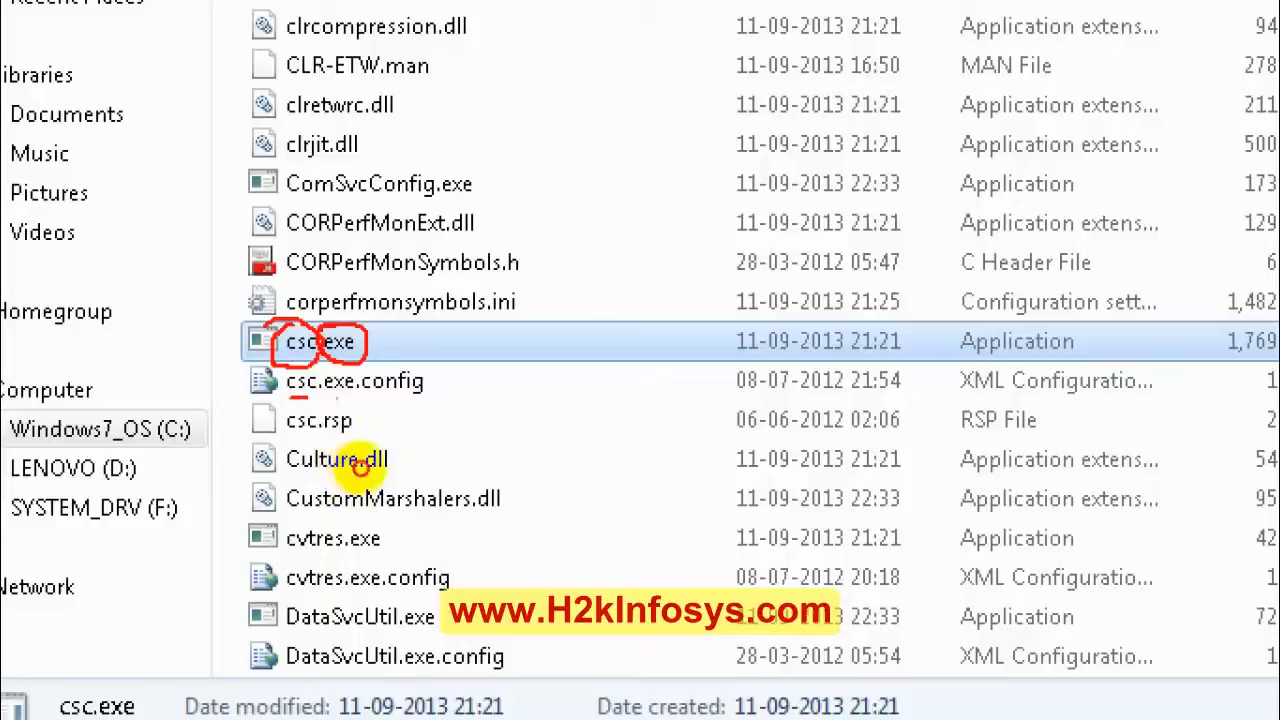 Recent Places
clrcompression.dll 11-09-2013 21:21 Application extens... 94
ibraries CLR-ETW.man 11-09-2013 16:50 MAN File 278
Documents clretwrc.dll 11-09-2013 21:21 Application extens... 211
Music clrjit.dll 11-09-2013 21:21 Application extens... 500
Pictures ComSvcConfig.exe 11-09-2013 22:33 Application 173
Videos CORPerfMonExt.dll 11-09-2013 21:21 Application extens... 129
CORPerfMonSymbols.h 28-03-2012 05:47 C Header File 6
Homegroup corperfmonsymbols.ini 11-09-2013 21:25 Configuration sett... 1,482
csc.exe 11-09-2013 21:21 Application 1,769
Computer csc.exe.config 08-07-2012 21:54 XML Configuratio... 1
Windows7_OS (C:) csc.rsp 06-06-2012 02:06 RSP File 2
LENOVO (D:) Culture.dll 11-09-2013 21:21 Application extens... 54
SYSTEM_DRV (F:) CustomMarshalers.dll 11-09-2013 22:33 Application extens... 95
cvtres.exe 11-09-2013 21:21 Application 42
Network cvtres.exe.config 08-07-2012 20:18 XML Configuratio... 1
DataSvcUtil.exe www.H2kInfosys.com 22:33 Application 72
DataSvcUtil.exe.config 28-03-2012 05:54 XML Configuratio... 1
csc.exe Date modified: 11-09-2013 21:21 Date created: 11-09-2013 21:21